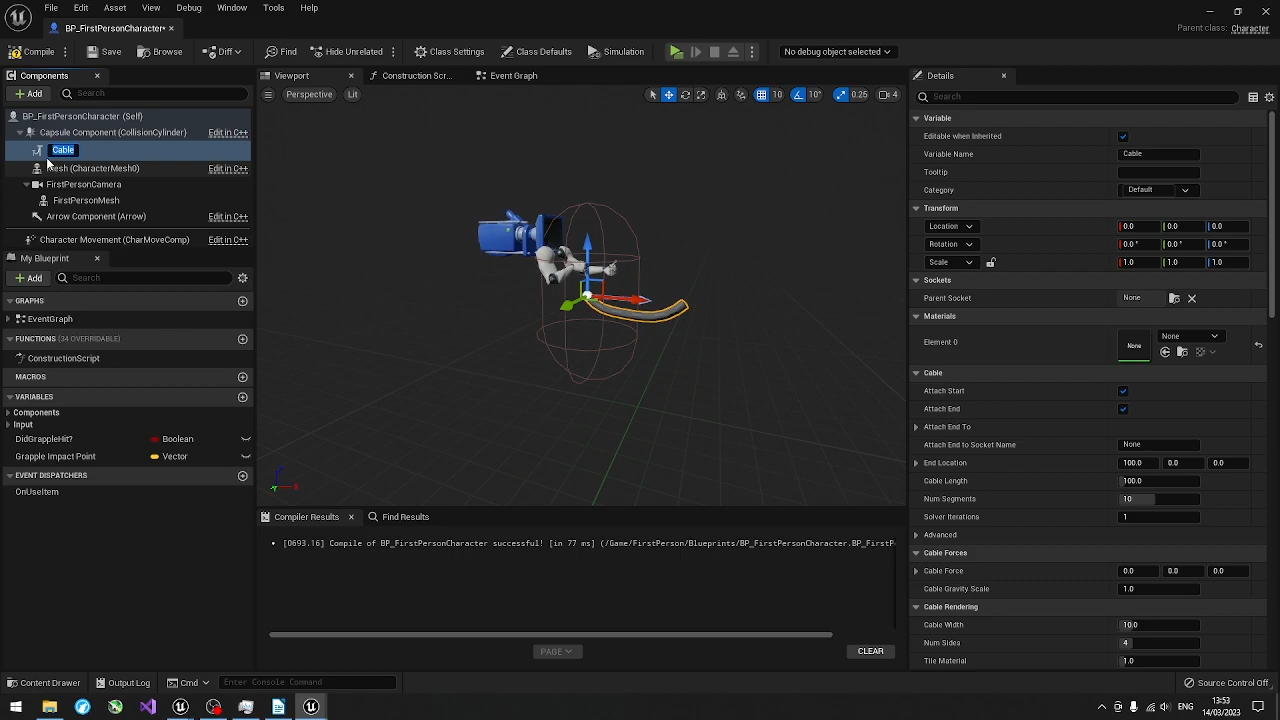 File Edit Asset View Debug Window Tools Help
BP_FirstPersonCharacter*
Parent class: Character
Compile Save Browse Diff Find Hide Unrelated Class Settings Class Defaults Simulation No debug object selected
Components Viewport Construction Scr... Event Graph Details
Add Search Perspective Lit 10 10° 0.25 4 Search
BP_FirstPersonCharacter (Self)
Capsule Component (CollisionCylinder) Edit in C++
Cable
Mesh (CharacterMesh0) Edit in C++
FirstPersonCamera
FirstPersonMesh
Arrow Component (Arrow) Edit in C++
Character Movement (CharMoveComp) Edit in C++
My Blueprint
Add Search
GRAPHS
EventGraph
FUNCTIONS (34 OVERRIDABLE)
ConstructionScript
MACROS
VARIABLES
Components
Input
DidGrappleHit? Boolean
Grapple Impact Point Vector
EVENT DISPATCHERS
OnUseItem
Compiler Results Find Results
[0693.16] Compile of BP_FirstPersonCharacter successful! [in 77 ms] (/Game/FirstPerson/Blueprints/BP_FirstPersonCharacter.BP_FirstP
PAGE CLEAR
Variable
Editable when Inherited
Variable Name Cable
Tooltip
Category Default
Transform
Location 0.0 0.0 0.0
Rotation 0.0° 0.0° 0.0°
Scale 1.0 1.0 1.0
Sockets
Parent Socket None
Materials
Element 0 None None
Cable
Attach Start
Attach End
Attach End To
Attach End to Socket Name None
End Location 100.0 0.0 0.0
Cable Length 100.0
Num Segments 10
Solver Iterations 1
Advanced
Cable Forces
Cable Force 0.0 0.0 0.0
Cable Gravity Scale 1.0
Cable Rendering
Cable Width 10.0
Num Sides 4
Tile Material 1.0
Content Drawer Output Log Cmd Enter Console Command Source Control Off
13:53
14/03/2023